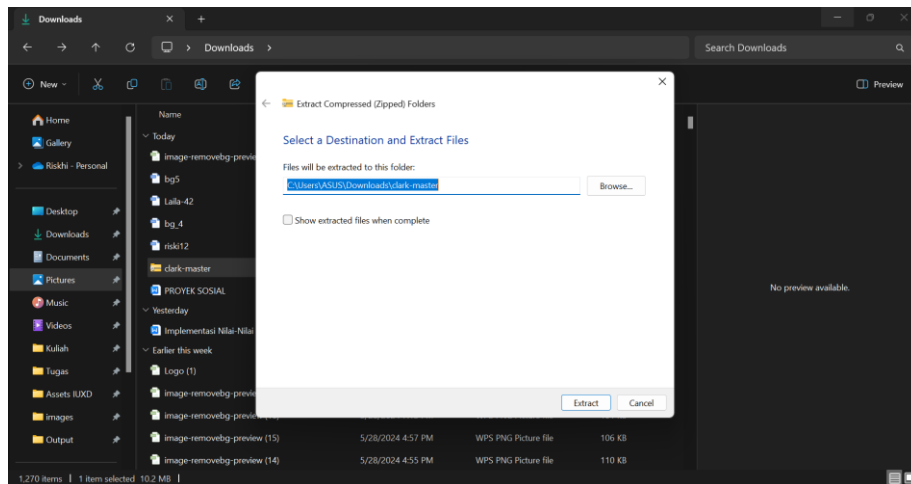 Downloads
Downloads
Search Downloads
New
Preview
Extract Compressed (Zipped) Folders
Select a Destination and Extract Files
Files will be extracted to this folder:
C:\Users\ASUS\Downloads\clark-master
Browse...
Show extracted files when complete
Extract
Cancel
Home
Gallery
Riskhi - Personal
Desktop
Downloads
Documents
Pictures
Music
Videos
Kuliah
Tugas
Assets IUXD
images
Output
Name
Today
image-removebg-previe
bg5
Laila-42
bg_4
riski12
clark-master
PROYEK SOSIAL
Yesterday
Implementasi Nilai-Nilai
Earlier this week
Logo (1)
image-removebg-previe
image-removebg-preview
image-removebg-preview (15) 5/28/2024 4:57 PM WPS PNG Picture file 106 KB
image-removebg-preview (14) 5/28/2024 4:55 PM WPS PNG Picture file 110 KB
No preview available.
1,270 items 1 item selected 10.2 MB